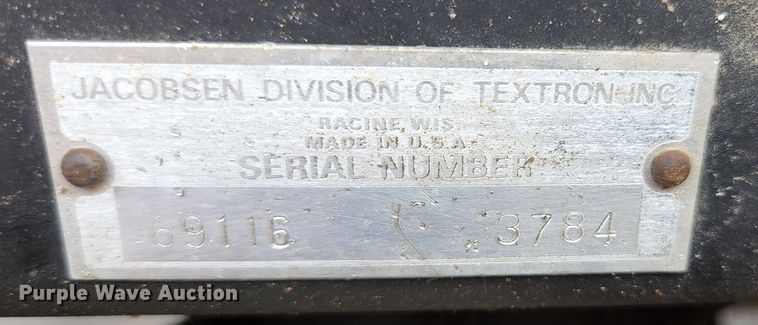 JACOBSEN DIVISION OF TEXTRON INC
RACINE, WIS.
MADE IN U.S.A
SERIAL NUMBER
69116 3784
Purple Wave Auction